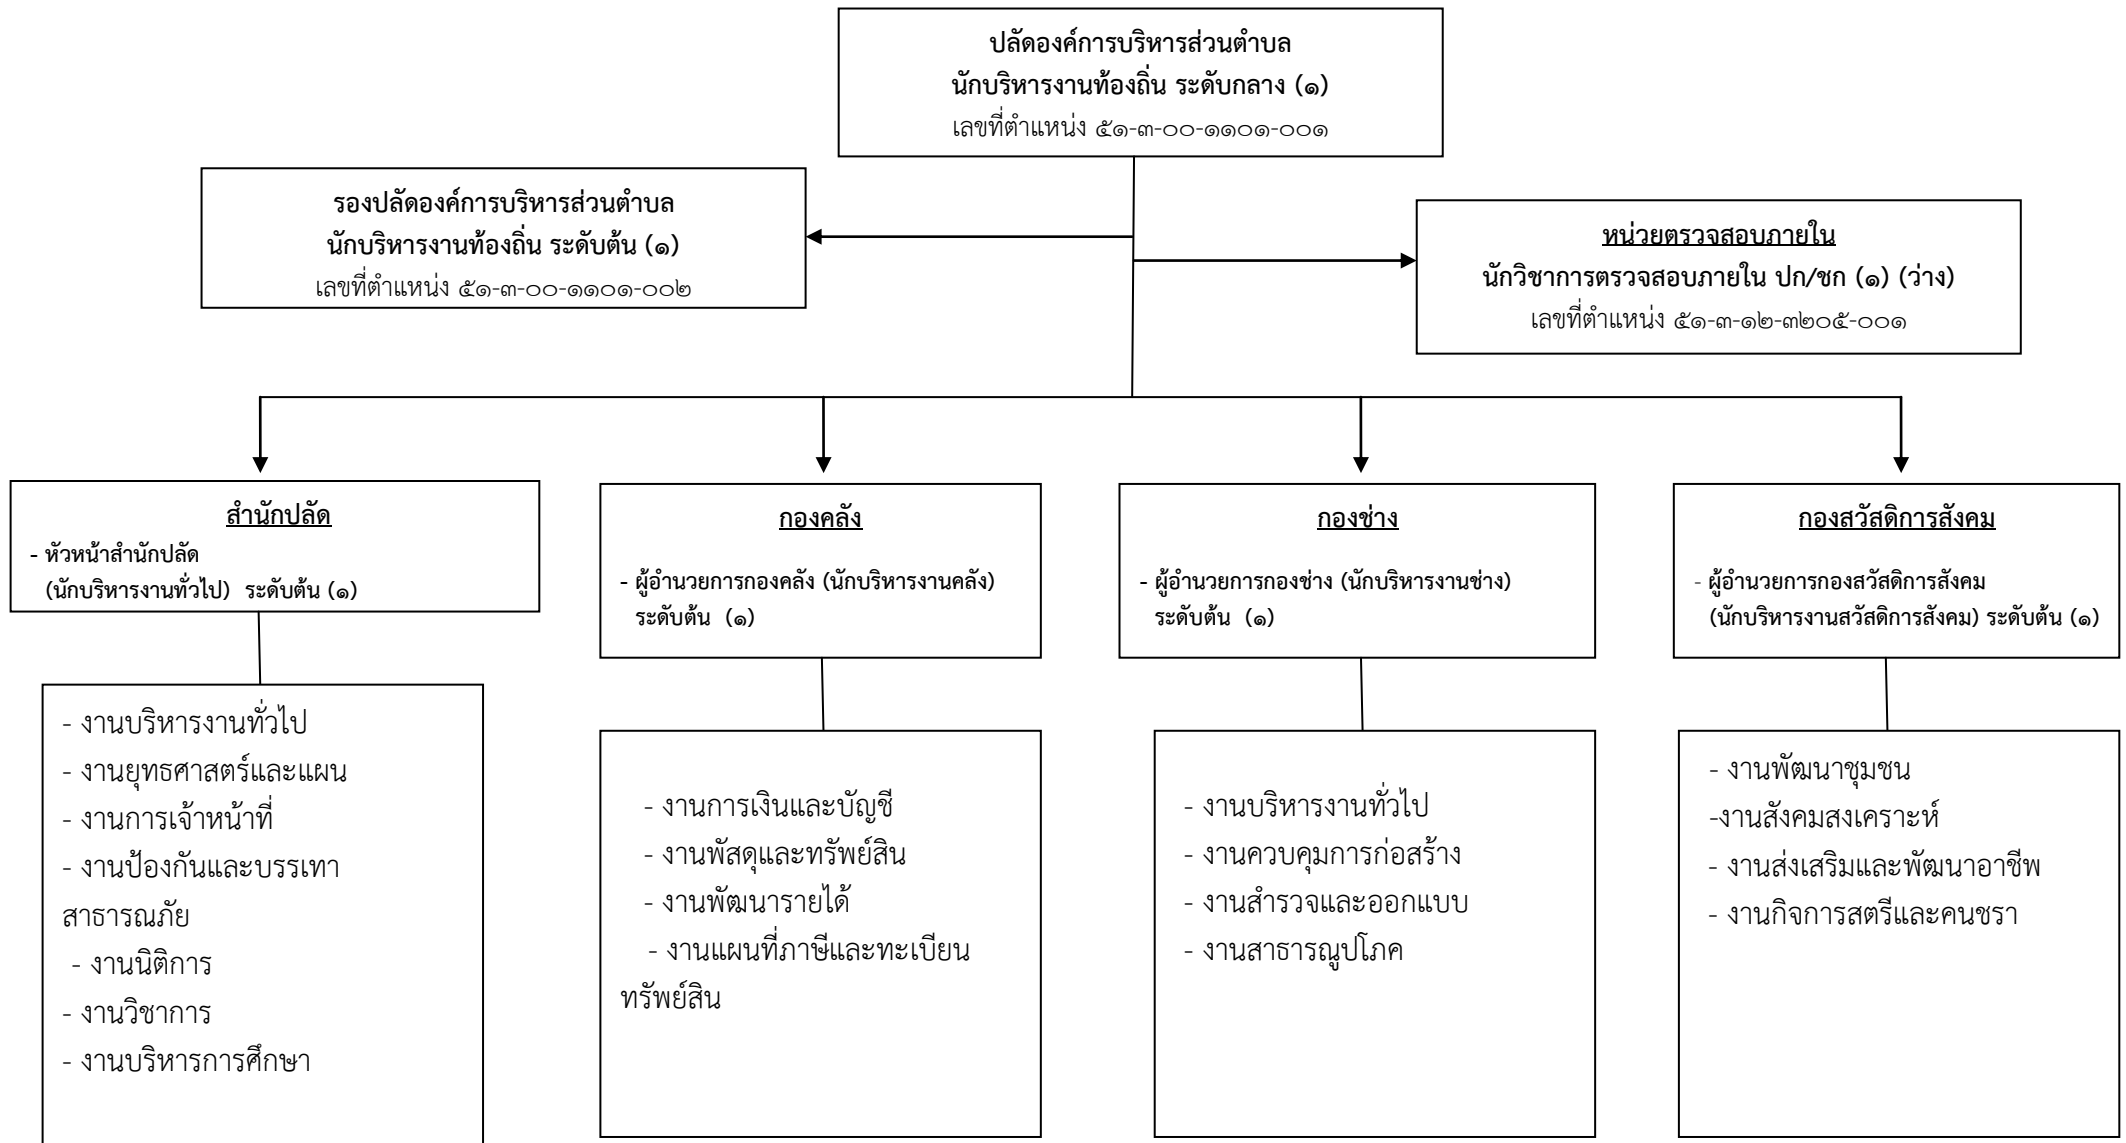 ปลัดองค์การบริหารส่วนตำบล
นักบริหารงานท้องถิ่น ระดับกลาง (๑)
เลขที่ตำแหน่ง ๕๑-๓-๐๐-๑๑๐๑-๐๐๑
รองปลัดองค์การบริหารส่วนตำบล
นักบริหารงานท้องถิ่น ระดับต้น (๑)
เลขที่ตำแหน่ง ๕๑-๓-๐๐-๑๑๐๑-๐๐๒
หน่วยตรวจสอบภายใน
นักวิชาการตรวจสอบภายใน ปก/ชก (๑) (ว่าง)
เลขที่ตำแหน่ง ๕๑-๓-๑๒-๓๒๐๕-๐๐๑
สำนักปลัด
- หัวหน้าสำนักปลัด
(นักบริหารงานทั่วไป) ระดับต้น (๑)
กองคลัง
- ผู้อำนวยการกองคลัง (นักบริหารงานคลัง)
ระดับต้น (๑)
กองช่าง
- ผู้อำนวยการกองช่าง (นักบริหารงานช่าง)
ระดับต้น (๑)
กองสวัสดิการสังคม
- ผู้อำนวยการกองสวัสดิการสังคม
(นักบริหารงานสวัสดิการสังคม) ระดับต้น (๑)
- งานบริหารงานทั่วไป
- งานยุทธศาสตร์และแผน
- งานการเจ้าหน้าที่
- งานป้องกันและบรรเทา
สาธารณภัย
- งานนิติการ
- งานวิชาการ
- งานบริหารการศึกษา
- งานการเงินและบัญชี
- งานพัสดุและทรัพย์สิน
- งานพัฒนารายได้
- งานแผนที่ภาษีและทะเบียน
ทรัพย์สิน
- งานบริหารงานทั่วไป
- งานควบคุมการก่อสร้าง
- งานสำรวจและออกแบบ
- งานสาธารณูปโภค
- งานพัฒนาชุมชน
-งานสังคมสงเคราะห์
- งานส่งเสริมและพัฒนาอาชีพ
- งานกิจการสตรีและคนชรา